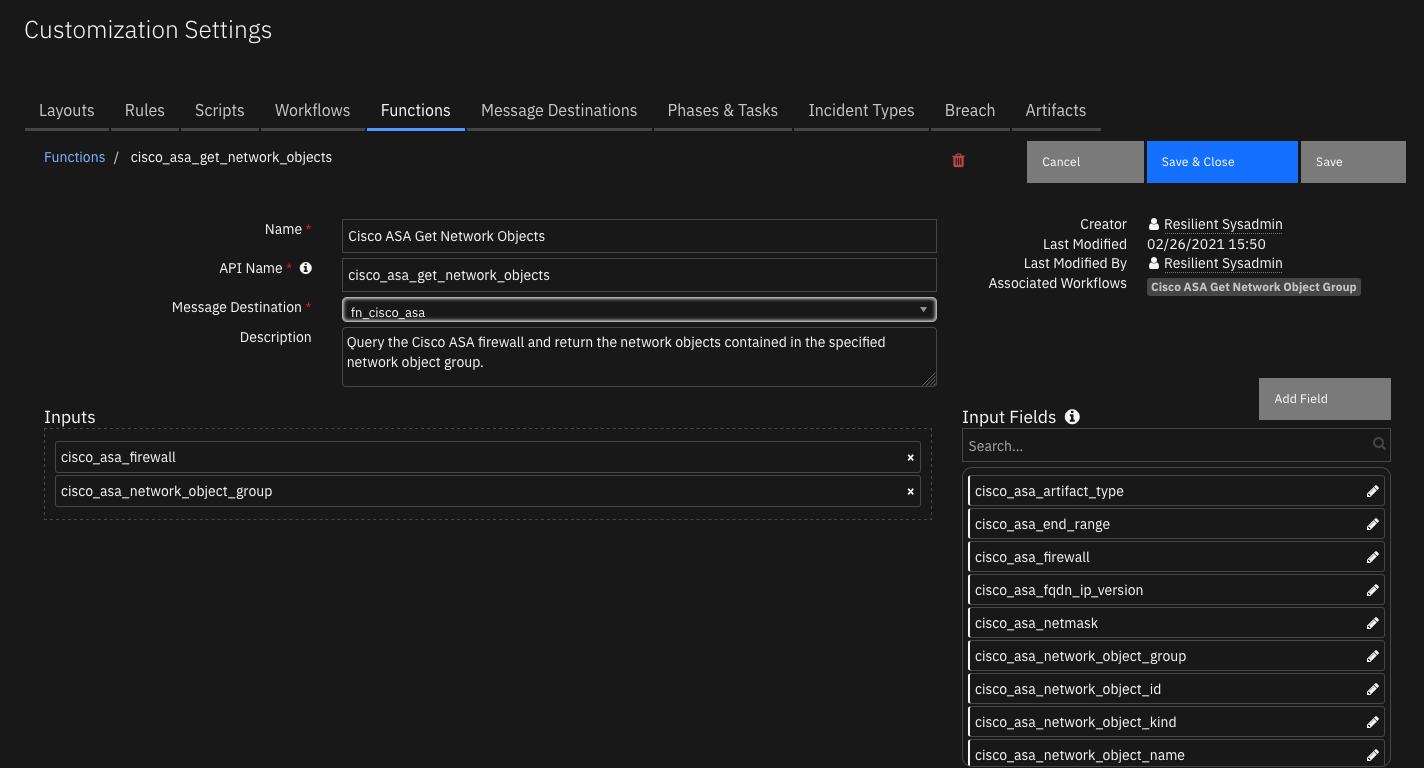 Customization Settings
Layouts Rules Scripts Workflows Functions Message Destinations Phases & Tasks Incident Types Breach Artifacts
Functions / cisco_asa_get_network_objects
Cancel Save & Close Save
Name * Cisco ASA Get Network Objects
API Name * cisco_asa_get_network_objects
Message Destination * fn_cisco_asa
Description Query the Cisco ASA firewall and return the network objects contained in the specified
network object group.
Creator Resilient Sysadmin
Last Modified 02/26/2021 15:50
Last Modified By Resilient Sysadmin
Associated Workflows Cisco ASA Get Network Object Group
Inputs
cisco_asa_firewall ×
cisco_asa_network_object_group ×
Add Field
Input Fields
Search...
cisco_asa_artifact_type
cisco_asa_end_range
cisco_asa_firewall
cisco_asa_fqdn_ip_version
cisco_asa_netmask
cisco_asa_network_object_group
cisco_asa_network_object_id
cisco_asa_network_object_kind
cisco_asa_network_object_name